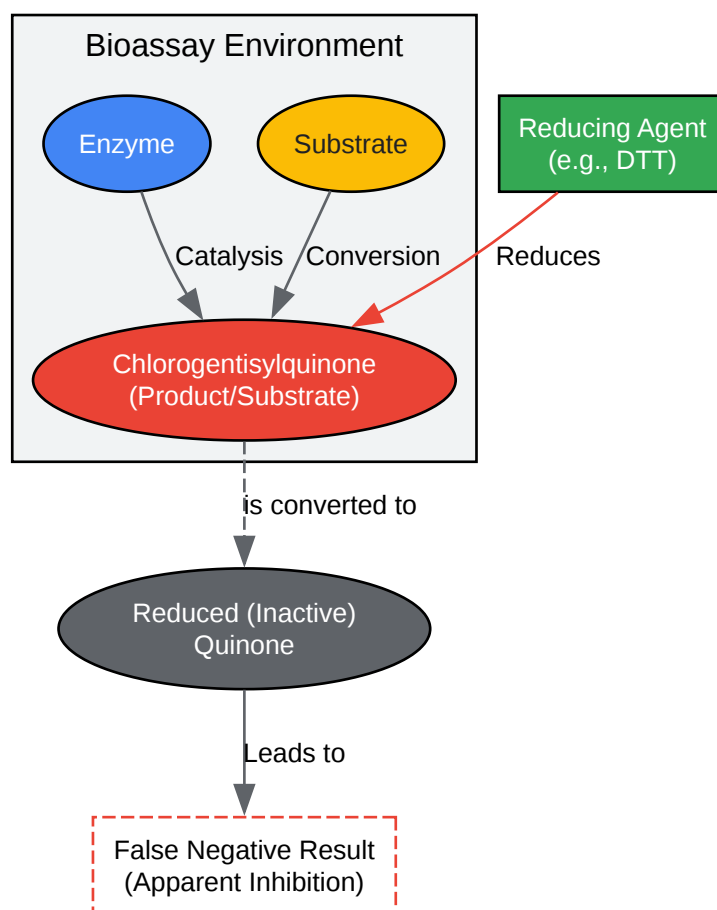 Bioassay Environment
Enzyme
Substrate
Reducing Agent
(e.g., DTT)
Catalysis
Conversion
Reduces
Chlorogentisylquinone
(Product/Substrate)
is converted to
Reduced (Inactive)
Quinone
Leads to
False Negative Result
(Apparent Inhibition)